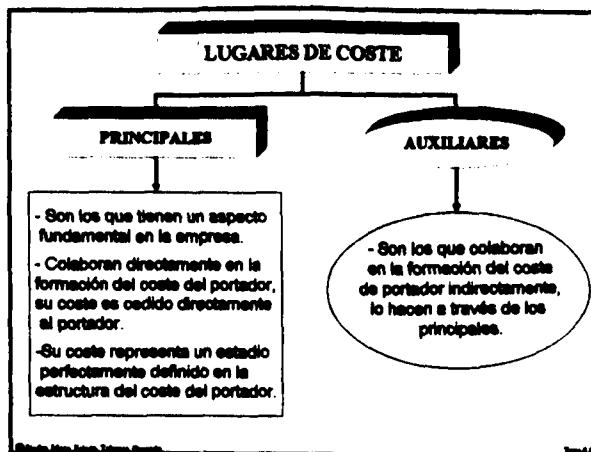 LUGARES DE COSTE
PRINCIPALES
- Son los que tienen un aspecto
fundamental en la empresa.
- Colaboran directamente en la
formación del coste del portador,
su coste es cedido directamente
al portador.
-Su coste representa un estadio
perfectamente definido en la
estructura del coste del portador.
AUXILIARES
- Son los que colaboran
en la formación del coste
de portador indirectamente,
lo hacen a través de los
principales.